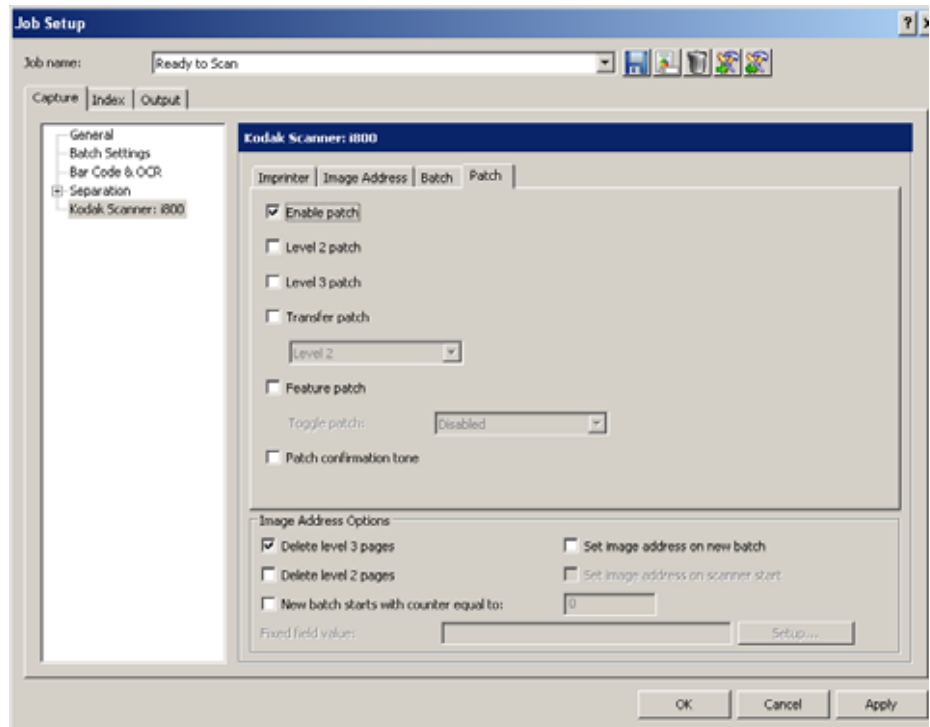 Job Setup
Job name: Ready to Scan
Capture Index Output
General
Batch Settings
Bar Code & OCR
Separation
Kodak Scanner: i800
Kodak Scanner: i800
Imprinter Image Address Batch Patch
Enable patch
Level 2 patch
Level 3 patch
Transfer patch
Level 2
Feature patch
Toggle patch: Disabled
Patch confirmation tone
Image Address Options
Delete level 3 pages Set image address on new batch
Delete level 2 pages Set image address on scanner start
New batch starts with counter equal to: 0
Fixed field value: Setup...
OK Cancel Apply